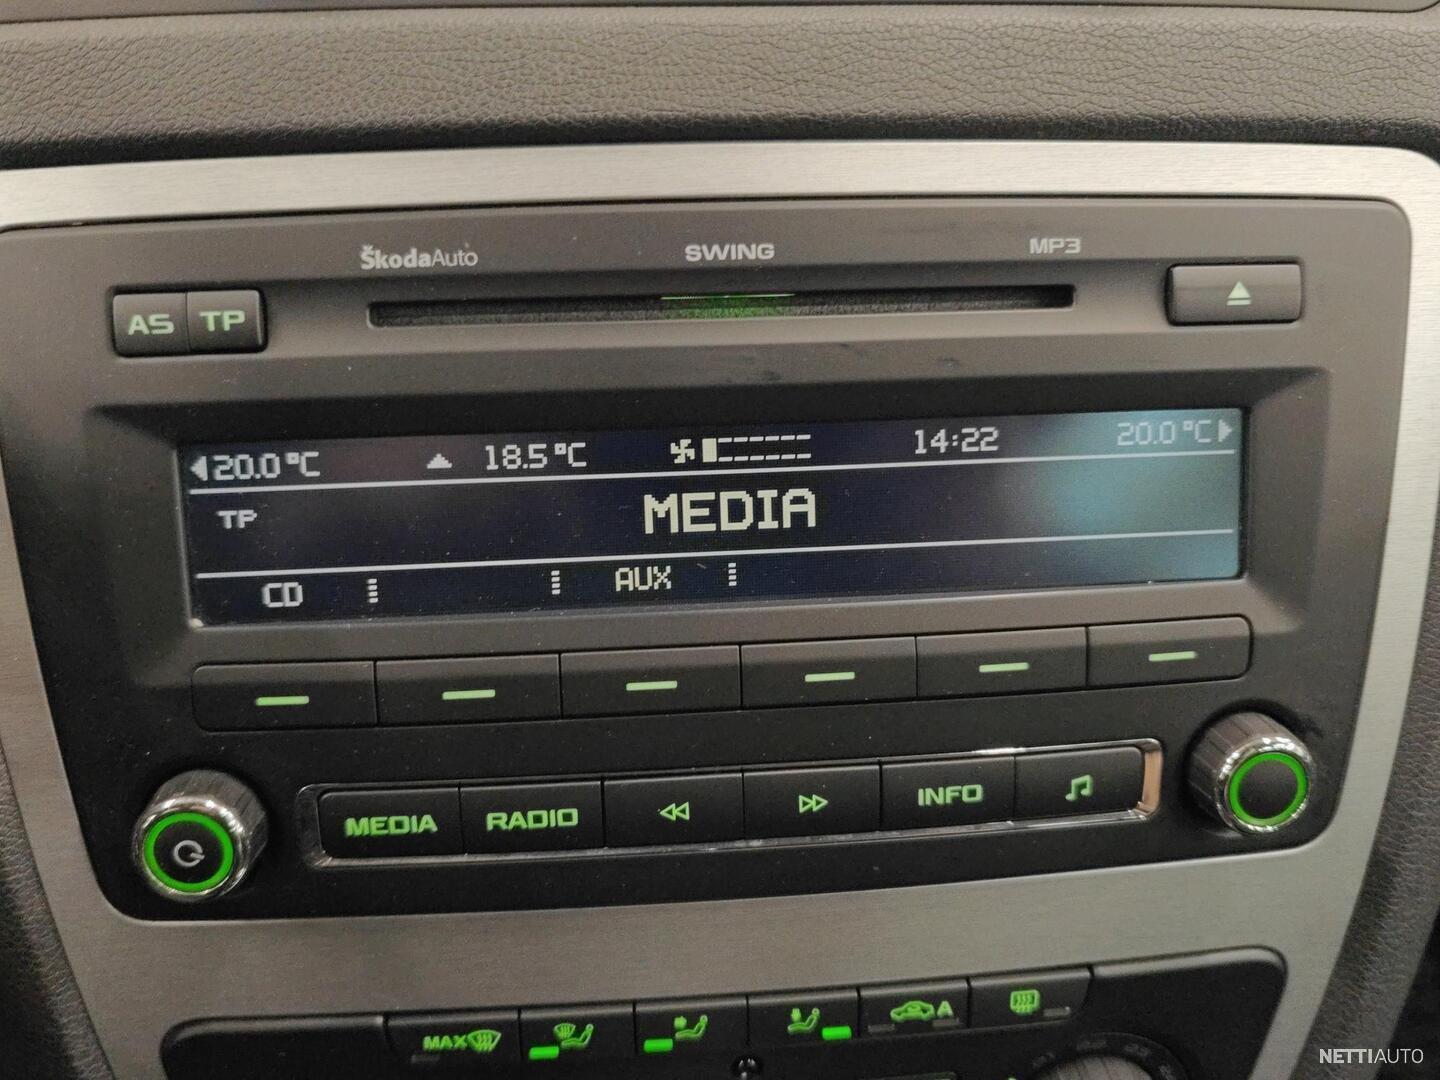 ŠkodaAuto SWING MP3
AS TP
20.0°C 18.5°C 14:22 20.0°C
TP MEDIA
CD AUX
MEDIA RADIO INFO
MAX A
NETTIAUTO